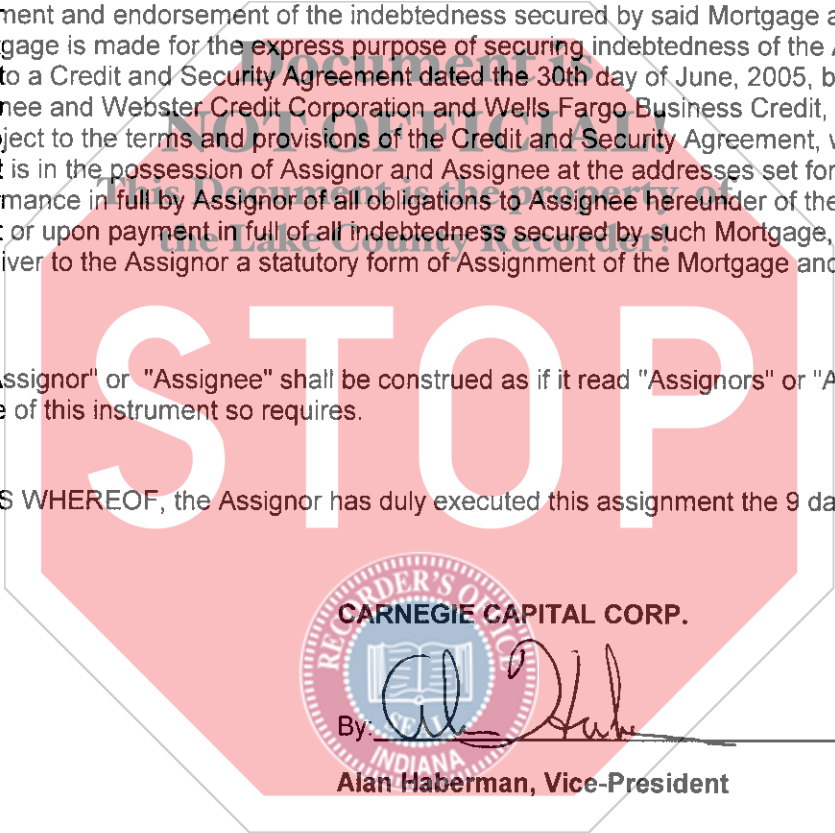 ment and endorsement of the indebtedness secured by said Mortgage a
gage is made for the express purpose of securing indebtedness of the
Document is
to a Credit and Security Agreement dated the 30th day of June, 2005, b
nee and Webster Credit Corporation and Wells Fargo Business Credit,
NOT OFFICIAL!
ject to the terms and provisions of the Credit and Security Agreement,
t is in the possession of Assignor and Assignee at the addresses set for
This Document is the property of
rmance in full by Assignor of all obligations to Assignee hereunder of the
the Lake County Recorder!
t or upon payment in full of all indebtedness secured by such Mortgage,
iver to the Assignor a statutory form of Assignment of the Mortgage and
STOP
Assignor" or "Assignee" shall be construed as if it read "Assignors" or "A
e of this instrument so requires.
S WHEREOF, the Assignor has duly executed this assignment the 9 da
RECORDER'S OFFICE
SEAL
INDIANA
CARNEGIE CAPITAL CORP.
By:
Alan Haberman, Vice-President